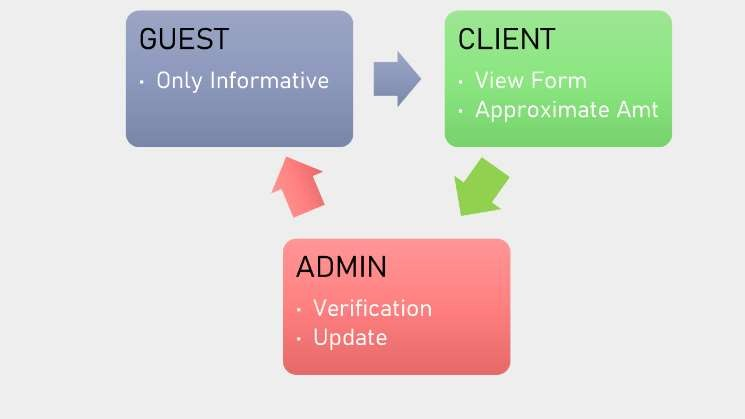 GUEST
· Only Informative
CLIENT
· View Form
· Approximate Amt
ADMIN
· Verification
· Update